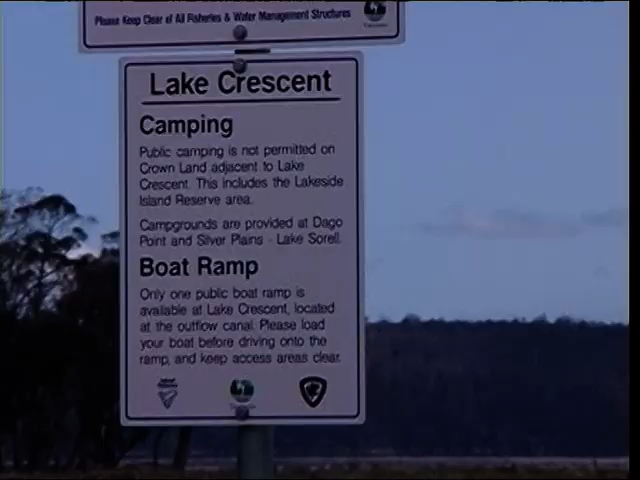 Please Keep Clear of All Fisheries & Water Management Structures
Lake Crescent
Camping
Public camping is not permitted on
Crown Land adjacent to Lake
Crescent. This includes the Lakeside
Island Reserve area.
Campgrounds are provided at Dago
Point and Silver Plains - Lake Sorell.
Boat Ramp
Only one public boat ramp is
available at Lake Crescent, located
at the outflow canal. Please load
your boat before driving onto the
ramp, and keep access areas clear.